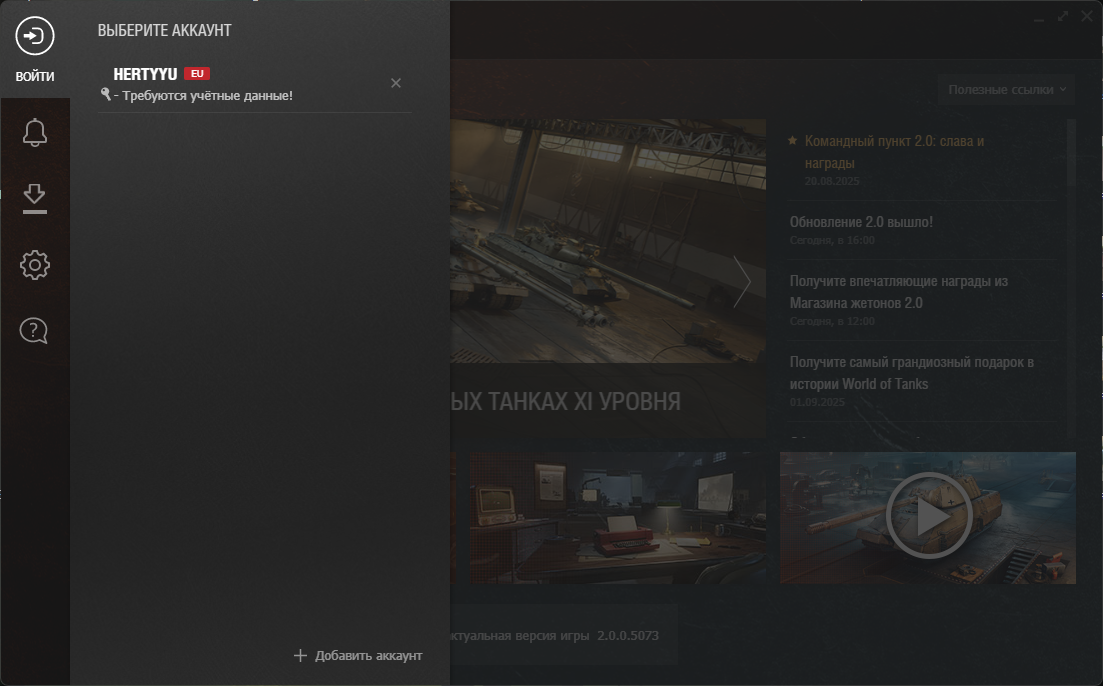 ВОЙТИ
ВЫБЕРИТЕ АККАУНТ
HERTYYU EU
- Требуются учётные данные!
Добавить аккаунт
Полезные ссылки
Командный пункт 2.0: слава и
награды
20.08.2025
Обновление 2.0 вышло!
Сегодня, в 16:00
Получите впечатляющие награды из
Магазина жетонов 2.0
Сегодня, в 12:00
Получите самый грандиозный подарок в
истории World of Tanks
01.09.2025
ЫХ ТАНКАХ XI УРОВНЯ
ктуальная версия игры 2.0.0.5073